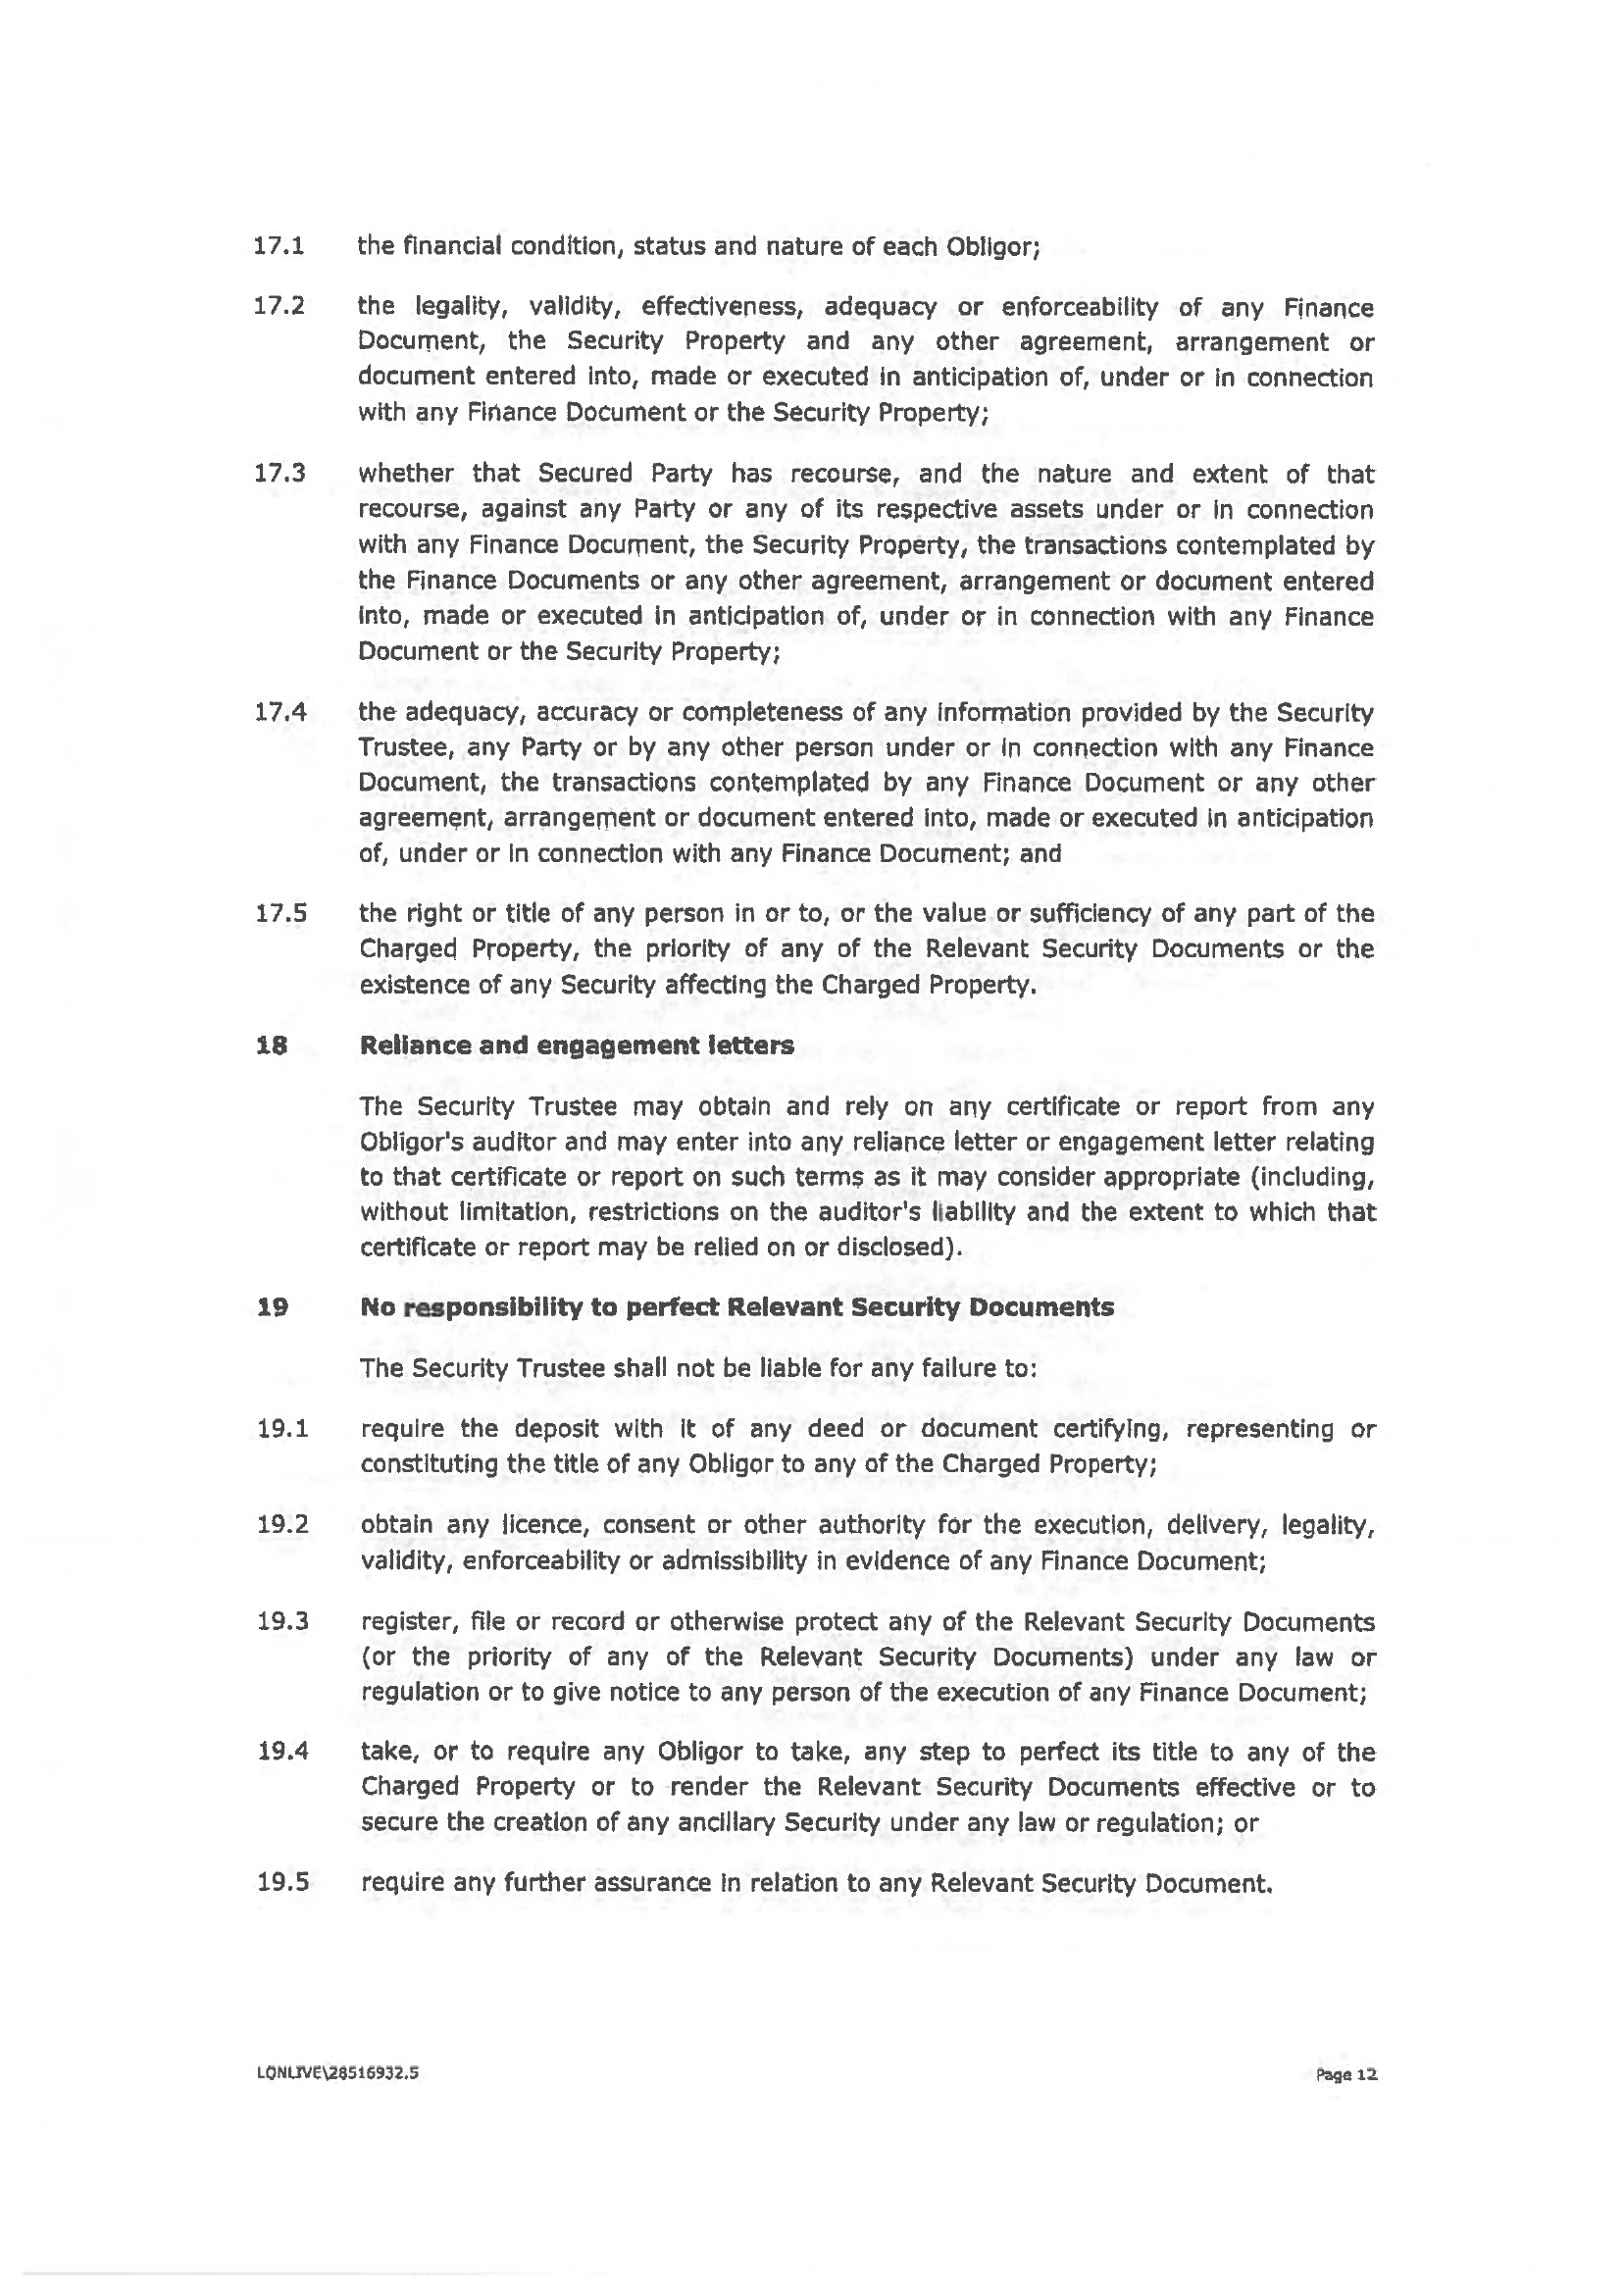 17.1 the financial condition, status and nature of each Obligor;
17.2 the legality, validity, effectiveness, adequacy or enforceability of any Finance
Document, the Security Property and any other agreement, arrangement or
document entered into, made or executed in anticipation of, under or in connection
with any Finance Document or the Security Property;
17.3 whether that Secured Party has recourse, and the nature and extent of that
recourse, against any Party or any of its respective assets under or in connection
with any Finance Document, the Security Property, the transactions contemplated by
the Finance Documents or any other agreement, arrangement or document entered
into, made or executed in anticipation of, under or in connection with any Finance
Document or the Security Property;
17.4 the adequacy, accuracy or completeness of any information provided by the Security
Trustee, any Party or by any other person under or in connection with any Finance
Document, the transactions contemplated by any Finance Document or any other
agreement, arrangement or document entered into, made or executed in anticipation
of, under or in connection with any Finance Document; and
17.5 the right or title of any person in or to, or the value or sufficiency of any part of the
Charged Property, the priority of any of the Relevant Security Documents or the
existence of any Security affecting the Charged Property.
18 Reliance and engagement letters
The Security Trustee may obtain and rely on any certificate or report from any
Obligor's auditor and may enter into any reliance letter or engagement letter relating
to that certificate or report on such terms as it may consider appropriate (including,
without limitation, restrictions on the auditor's liability and the extent to which that
certificate or report may be relied on or disclosed).
19 No responsibility to perfect Relevant Security Documents
The Security Trustee shall not be liable for any failure to:
19.1 require the deposit with it of any deed or document certifying, representing or
constituting the title of any Obligor to any of the Charged Property;
19.2 obtain any licence, consent or other authority for the execution, delivery, legality,
validity, enforceability or admissibility in evidence of any Finance Document;
19.3 register, file or record or otherwise protect any of the Relevant Security Documents
(or the priority of any of the Relevant Security Documents) under any law or
regulation or to give notice to any person of the execution of any Finance Document;
19.4 take, or to require any Obligor to take, any step to perfect its title to any of the
Charged Property or to render the Relevant Security Documents effective or to
secure the creation of any ancillary Security under any law or regulation; or
19.5 require any further assurance in relation to any Relevant Security Document.
LONLIVE\28516932.5 Page 12